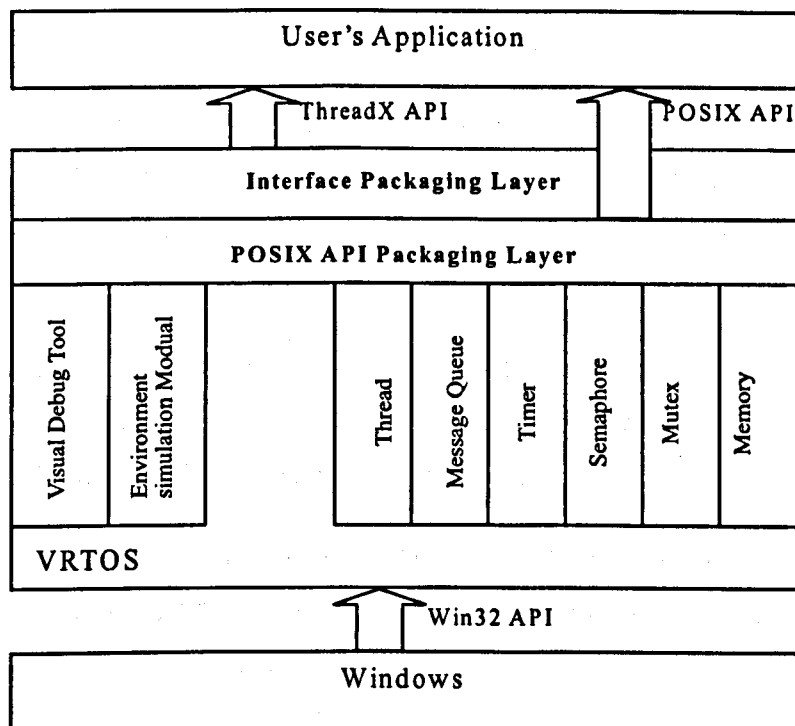 User's Application
ThreadX API
POSIX API
Interface Packaging Layer
POSIX API Packaging Layer
Visual Debug Tool
Environment
simulation Modual
Thread
Message Queue
Timer
Semaphore
Mutex
Memory
VRTOS
Win32 API
Windows